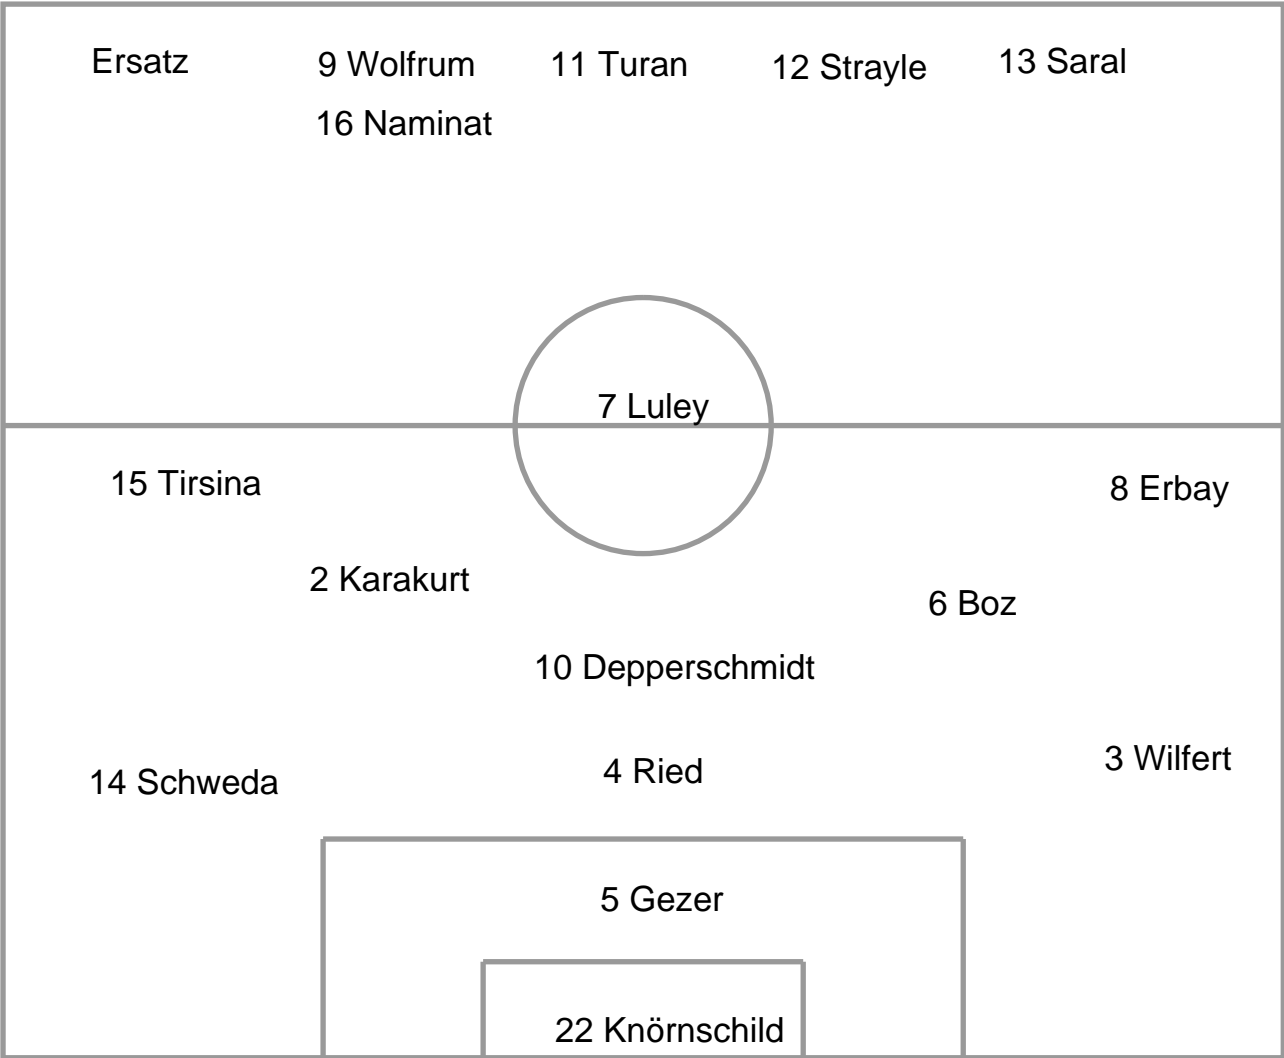 Ersatz 9 Wolfrum 11 Turan 12 Strayle 13 Saral
16 Naminat
7 Luley
15 Tirsina 8 Erbay
2 Karakurt 6 Boz
10 Depperschmidt
14 Schweda 4 Ried 3 Wilfert
5 Gezer
22 Knörnschild